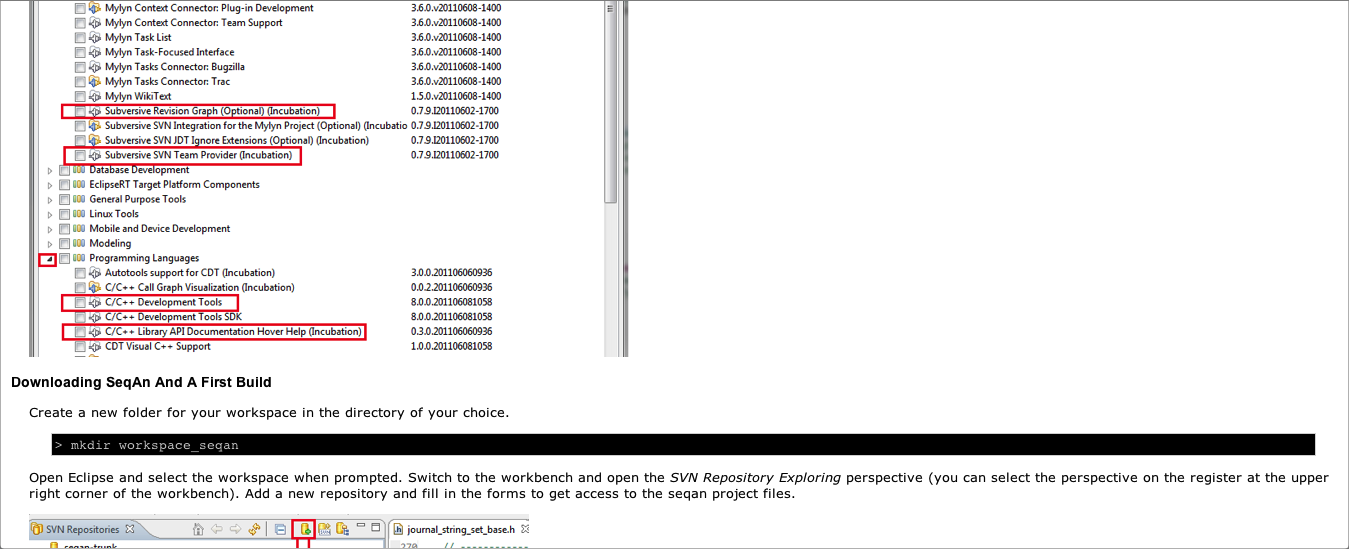 Mylyn Context Connector: Plug-in Development 3.6.0.v20110608-1400
Mylyn Context Connector: Team Support 3.6.0.v20110608-1400
Mylyn Task List 3.6.0.v20110608-1400
Mylyn Task-Focused Interface 3.6.0.v20110608-1400
Mylyn Tasks Connector: Bugzilla 3.6.0.v20110608-1400
Mylyn Tasks Connector: Trac 3.6.0.v20110608-1400
Mylyn WikiText 1.5.0.v20110608-1400
Subversive Revision Graph (Optional) (Incubation) 0.7.9.I20110602-1700
Subversive SVN Integration for the Mylyn Project (Optional) (Incubatio 0.7.9.I20110602-1700
Subversive SVN JDT Ignore Extensions (Optional) (Incubation) 0.7.9.I20110602-1700
Subversive SVN Team Provider (Incubation) 0.7.9.I20110602-1700
Database Development
EclipseRT Target Platform Components
General Purpose Tools
Linux Tools
Mobile and Device Development
Modeling
Programming Languages
Autotools support for CDT (Incubation) 3.0.0.201106060936
C/C++ Call Graph Visualization (Incubation) 0.0.2.201106060936
C/C++ Development Tools 8.0.0.201106081058
C/C++ Development Tools SDK 8.0.0.201106081058
C/C++ Library API Documentation Hover Help (Incubation) 0.3.0.201106060936
CDT Visual C++ Support 1.0.0.201106081058
Downloading SeqAn And A First Build
Create a new folder for your workspace in the directory of your choice.
> mkdir workspace_seqan
Open Eclipse and select the workspace when prompted. Switch to the workbench and open the SVN Repository Exploring perspective (you can select the perspective on the register at the upper
right corner of the workbench). Add a new repository and fill in the forms to get access to the seqan project files.
SVN Repositories journal_string_set_base.h
seqan-trunk 270 // ------------